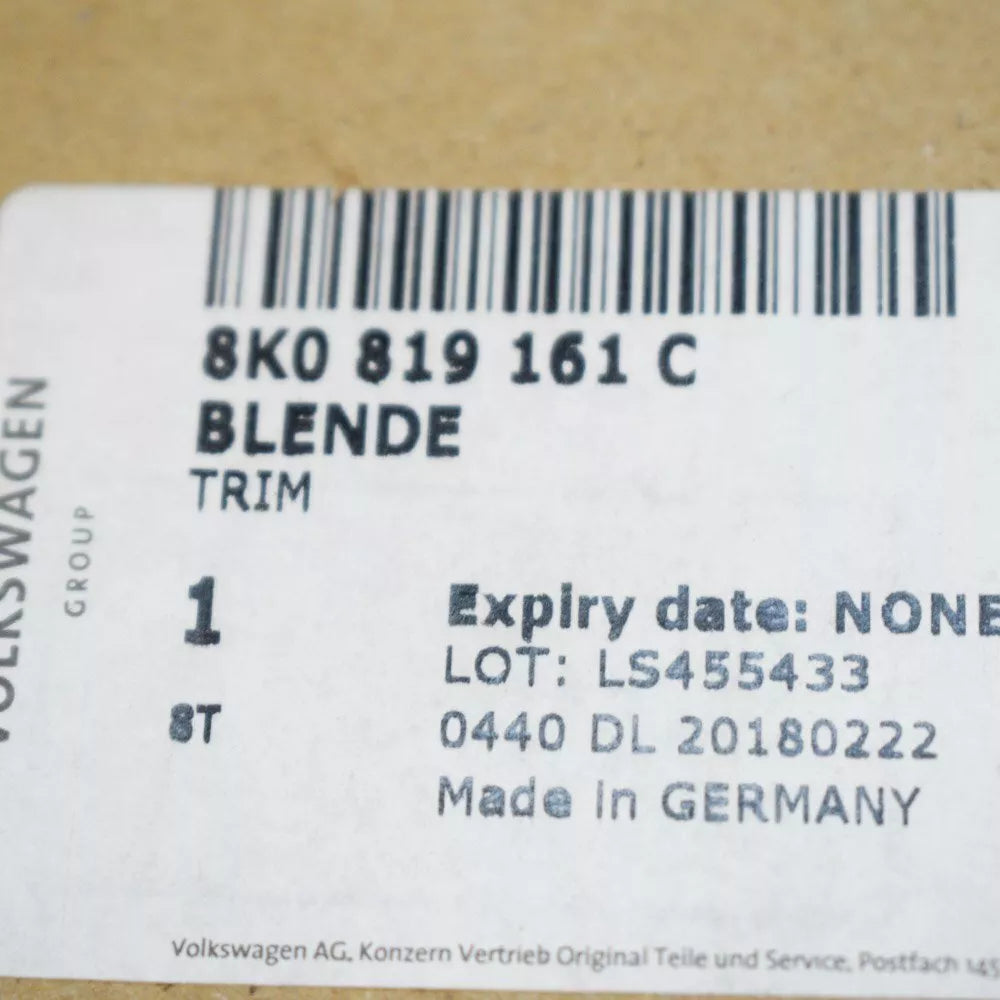 8K0 819 161 C
BLENDE
TRIM
1
Expiry date: NONE
LOT: LS455433
8T
0440 DL 20180222
Made in GERMANY
VOLKSWAGEN
GROUP
Volkswagen AG, Konzern Vertrieb Original Teile und Service, Postfach